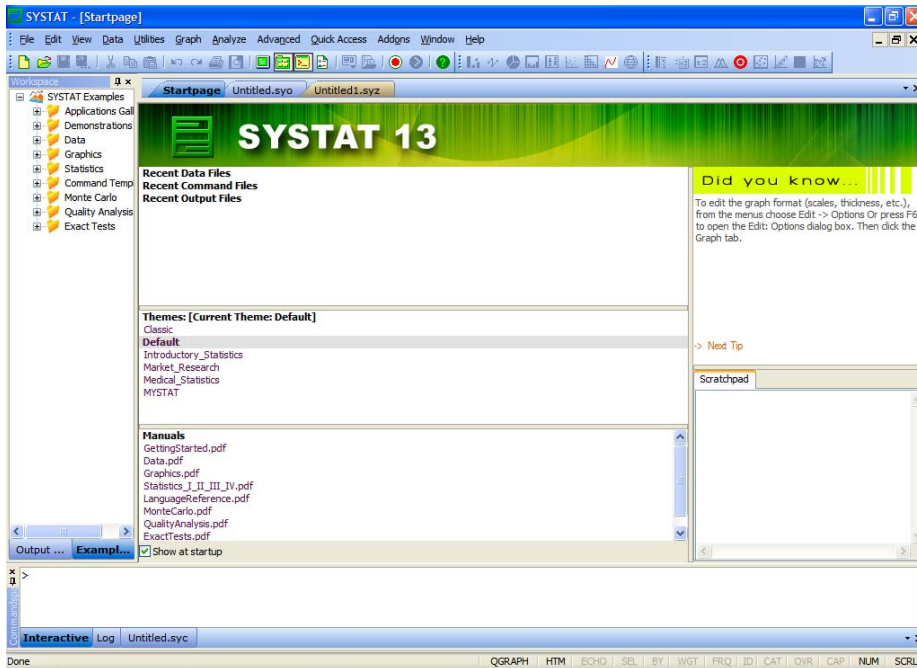 SYSTAT - [Startpage]
File Edit View Data Utilities Graph Analyze Advanced Quick Access Addons Window Help
Workspace
SYSTAT Examples
Applications Gall
Demonstrations
Data
Graphics
Statistics
Command Temp
Monte Carlo
Quality Analysis
Exact Tests
Output ... Exampl...
Startpage Untitled.syo Untitled1.syz
SYSTAT 13
Recent Data Files
Recent Command Files
Recent Output Files
Themes: [Current Theme: Default]
Classic
Default
Introductory_Statistics
Market_Research
Medical_Statistics
MYSTAT
Manuals
GettingStarted.pdf
Data.pdf
Graphics.pdf
Statistics_I_II_III_IV.pdf
LanguageReference.pdf
MonteCarlo.pdf
QualityAnalysis.pdf
ExactTests.pdf
Show at startup
Did you know...
To edit the graph format (scales, thickness, etc.),
from the menus choose Edit -> Options Or press F6
to open the Edit: Options dialog box. Then click the
Graph tab.
-> Next Tip
Scratchpad
>
Interactive Log Untitled.syc
Done QGRAPH HTM ECHO SEL BY WGT FRQ ID CAT OVR CAP NUM SCRL